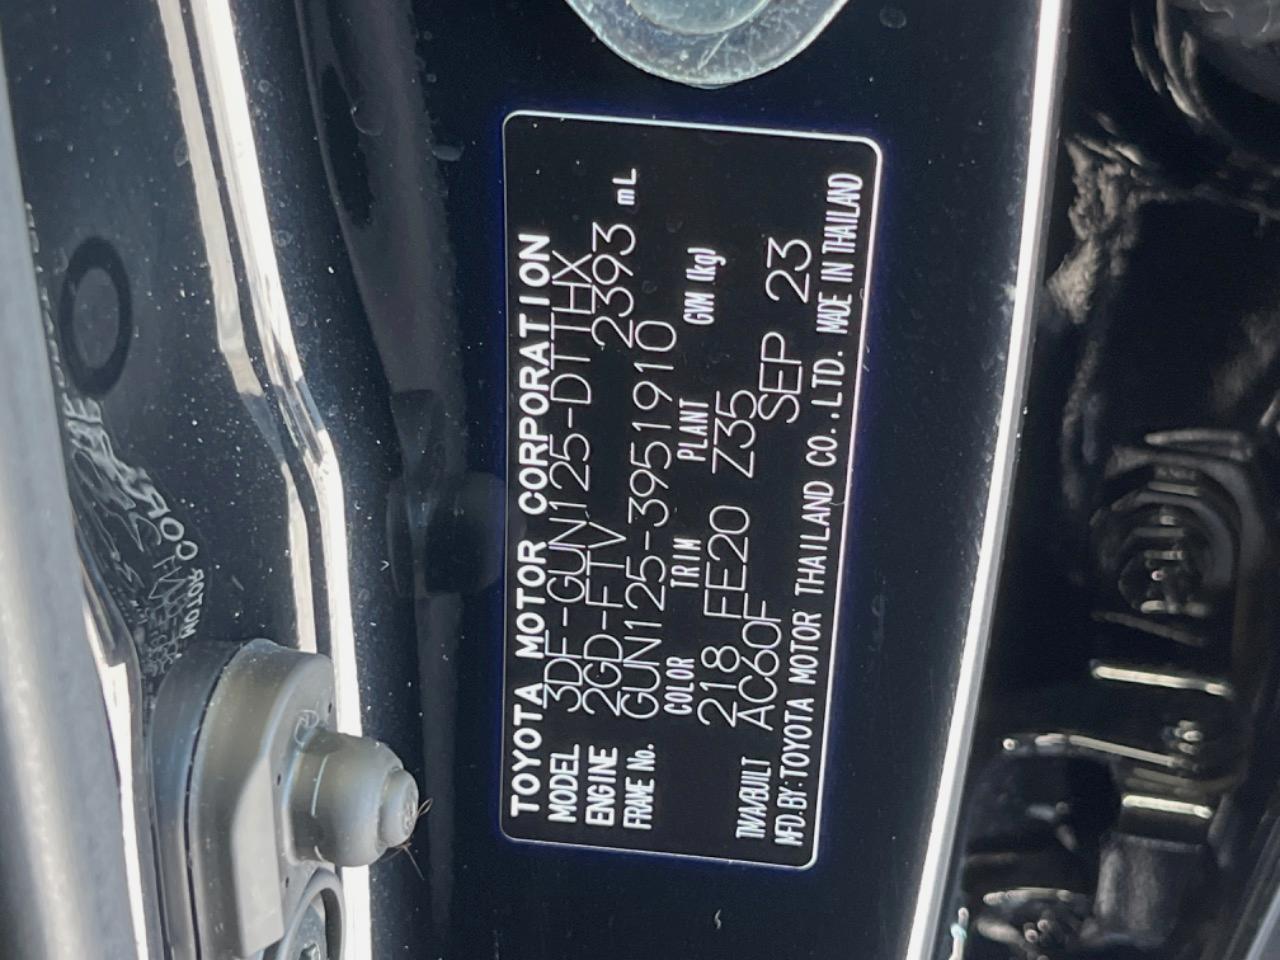 TOYOTA MOTOR CORPORATION
MODEL 3DF-GUN125-DTTHX
ENGINE 2GD-FTV 2393 mL
FRAME No. GUN125-3951910
COLOR TRIM PLANT GVM (kg)
218 FE20 Z35
TM/A/BUILT AC60F SEP 23
MFD.BY:TOYOTA MOTOR THAILAND CO.,LTD. MADE IN THAILAND